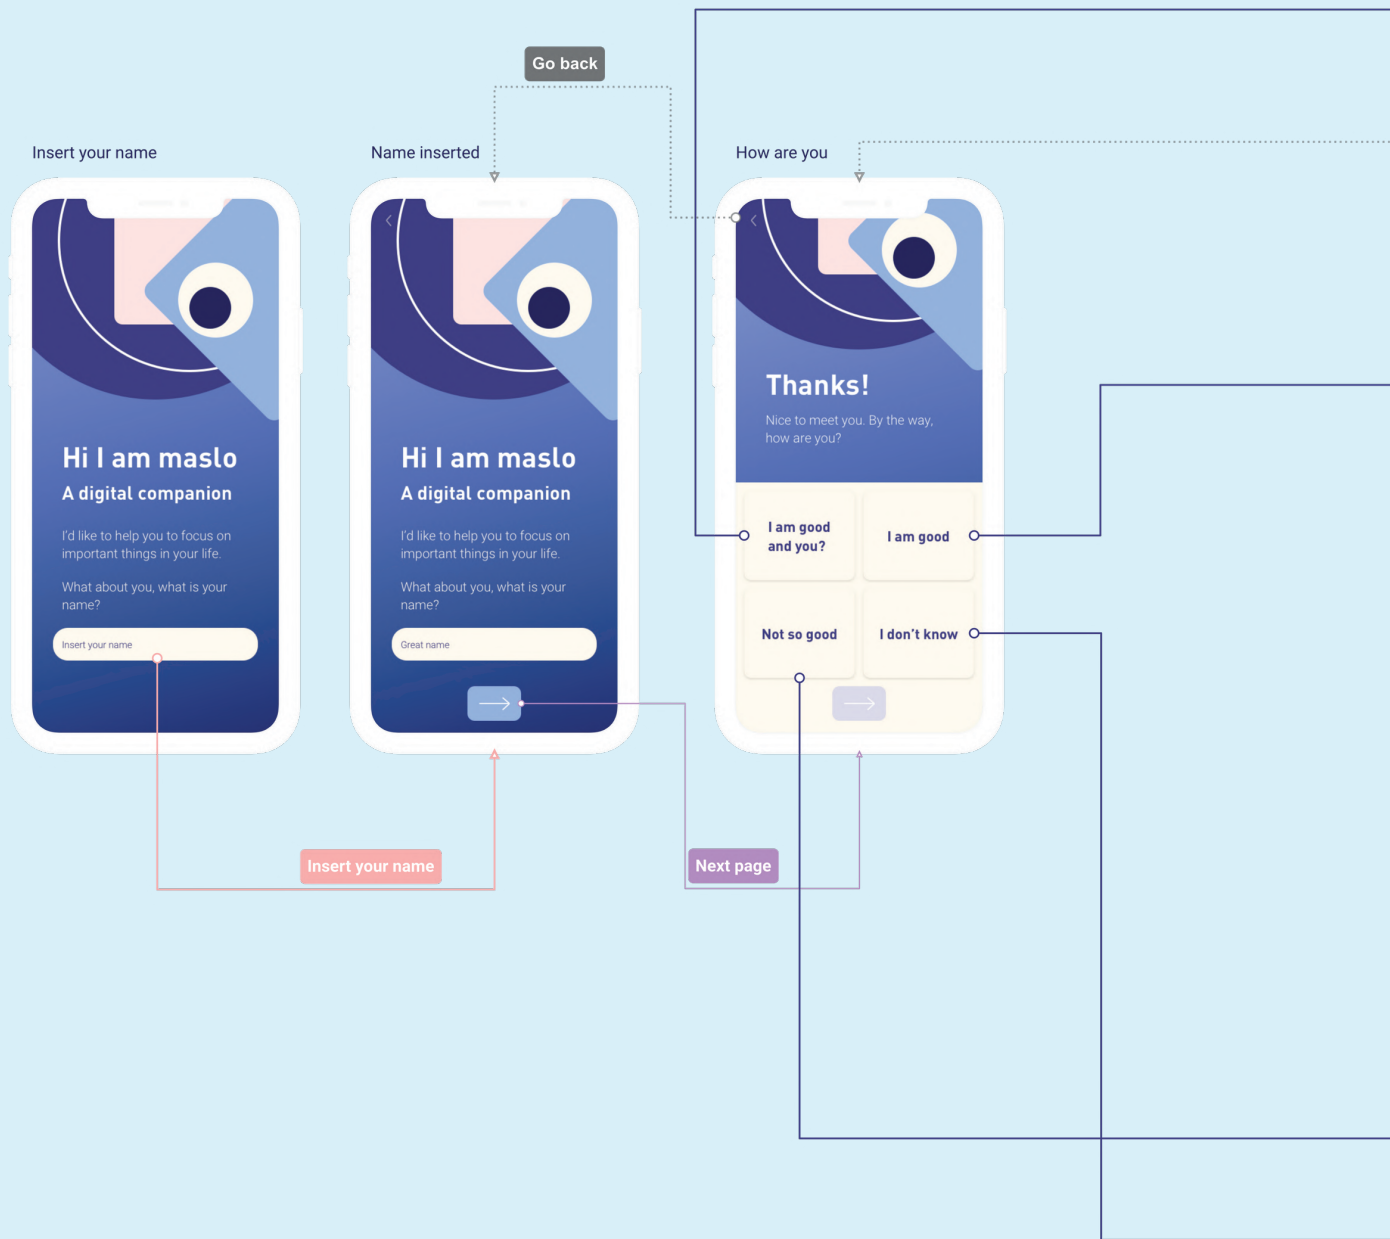 Go back
Insert your name
Name inserted
How are you
Hi I am maslo
A digital companion
I'd like to help you to focus on
important things in your life.
What about you, what is your
name?
Insert your name
Hi I am maslo
A digital companion
I'd like to help you to focus on
important things in your life.
What about you, what is your
name?
Great name
Thanks!
Nice to meet you. By the way,
how are you?
I am good
and you?
I am good
Not so good
I don't know
Insert your name
Next page